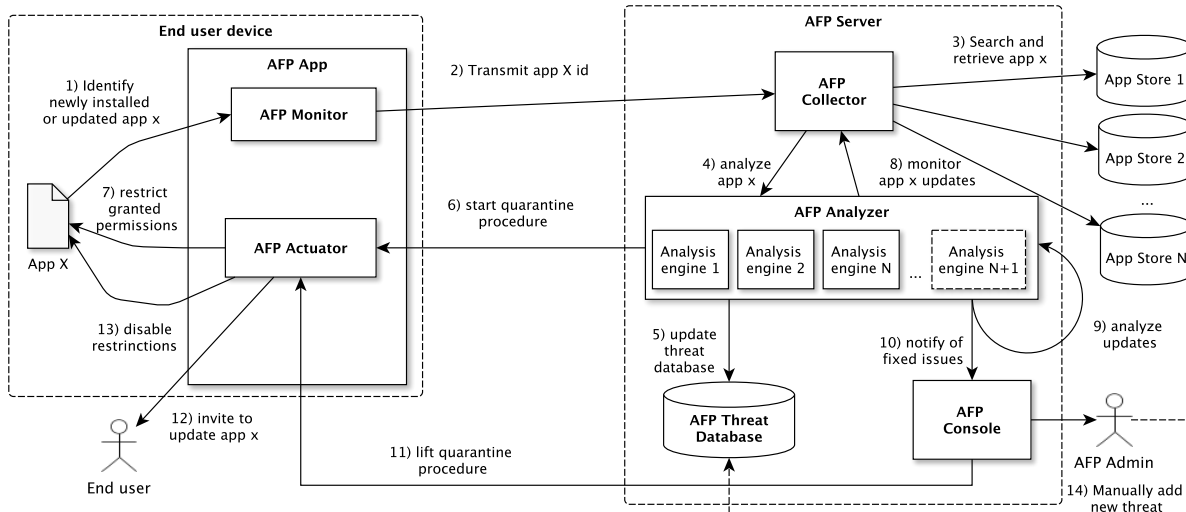 End user device
AFP App
AFP Server
1) Identify
newly installed
or updated app x
AFP Monitor
2) Transmit app X id
AFP
Collector
3) Search and
retrieve app x
App Store 1
App Store 2
...
App Store N
4) analyze
app x
8) monitor
app x updates
7) restrict
granted
permissions
App X
AFP Actuator
6) start quarantine
procedure
AFP Analyzer
Analysis
engine 1
Analysis
engine 2
Analysis
engine N
...
Analysis
engine N+1
13) disable
restrinctions
5) update
threat
database
10) notify of
fixed issues
9) analyze
updates
12) invite to
update app x
End user
11) lift quarantine
procedure
AFP Threat
Database
AFP
Console
AFP Admin
14) Manually add
new threat